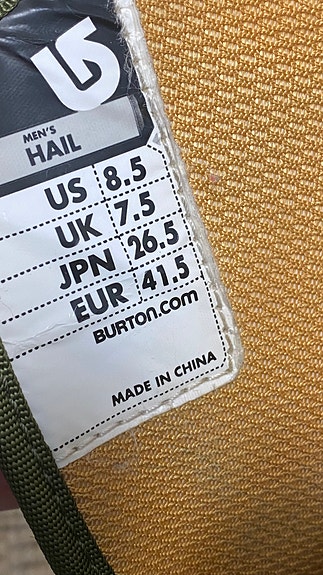 MEN'S
HAIL
US 8.5
UK 7.5
JPN 26.5
EUR 41.5
BURTON.COM
MADE IN CHINA